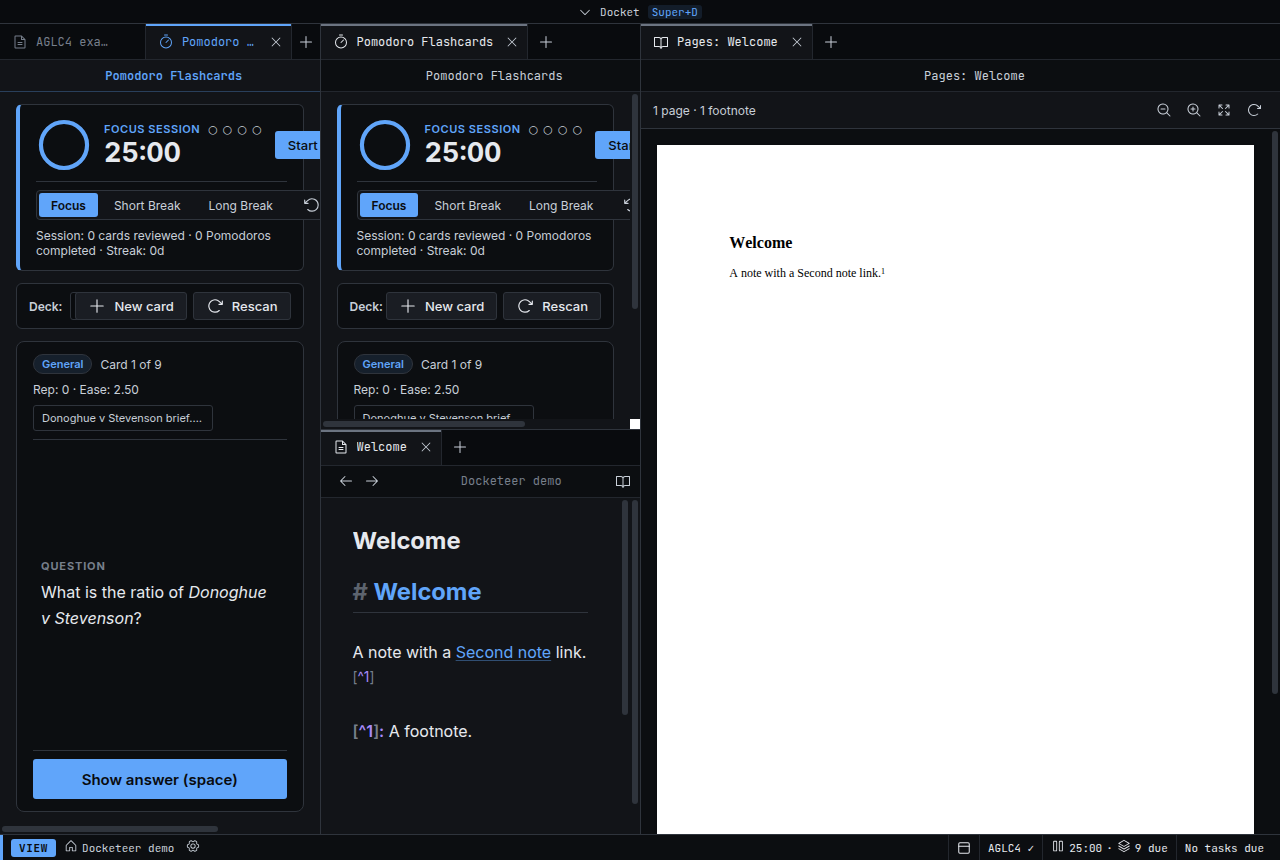 Docket Super+D
AGLC4 exa…
Pomodoro …
Pomodoro Flashcards
Pages: Welcome
Pomodoro Flashcards
Pomodoro Flashcards
Pages: Welcome
FOCUS SESSION
25:00
Start
Focus Short Break Long Break
Session: 0 cards reviewed · 0 Pomodoros
completed · Streak: 0d
Deck: New card Rescan
General Card 1 of 9
Rep: 0 · Ease: 2.50
Donoghue v Stevenson brief....
QUESTION
What is the ratio of Donoghue
v Stevenson?
Show answer (space)
FOCUS SESSION
25:00
Star
Focus Short Break Long Break
Session: 0 cards reviewed · 0 Pomodoros
completed · Streak: 0d
Deck: New card Rescan
General Card 1 of 9
Rep: 0 · Ease: 2.50
Donoghue v Stevenson brief....
Welcome
Docketeer demo
Welcome
# Welcome
A note with a Second note link.
[^1]
[^1]: A footnote.
1 page · 1 footnote
Welcome
A note with a Second note link.¹
VIEW Docketeer demo
AGLC4 ✓ 25:00 · 9 due No tasks due